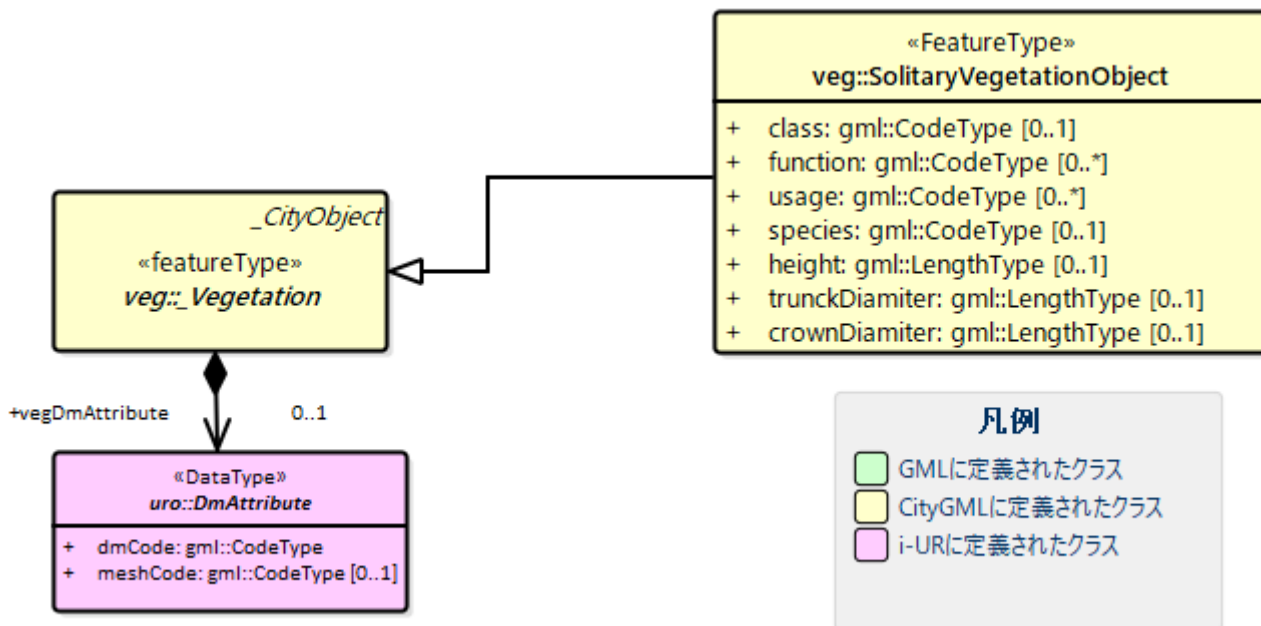 «FeatureType»
veg::SolitaryVegetationObject
+ class: gml::CodeType [0..1]
+ function: gml::CodeType [0..*]
+ usage: gml::CodeType [0..*]
+ species: gml::CodeType [0..1]
+ height: gml::LengthType [0..1]
+ trunckDiamiter: gml::LengthType [0..1]
+ crownDiamiter: gml::LengthType [0..1]
_CityObject
«featureType»
veg::_Vegetation
+vegDmAttribute 0..1
«DataType»
uro::DmAttribute
+ dmCode: gml::CodeType
+ meshCode: gml::CodeType [0..1]
凡例
GMLに定義されたクラス
CityGMLに定義されたクラス
i-URに定義されたクラス